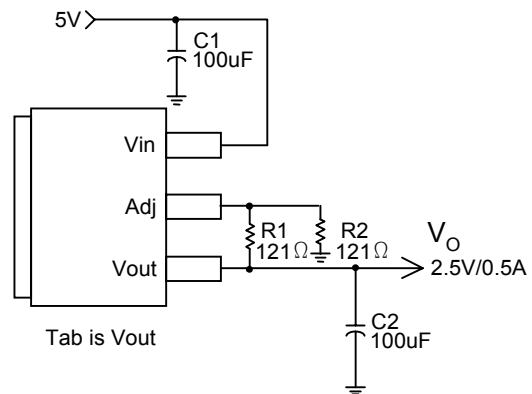 5V
C1
100uF
Vin
Adj
R1
121Ω
R2
121Ω
Vout
VO
2.5V/0.5A
Tab is Vout
C2
100uF